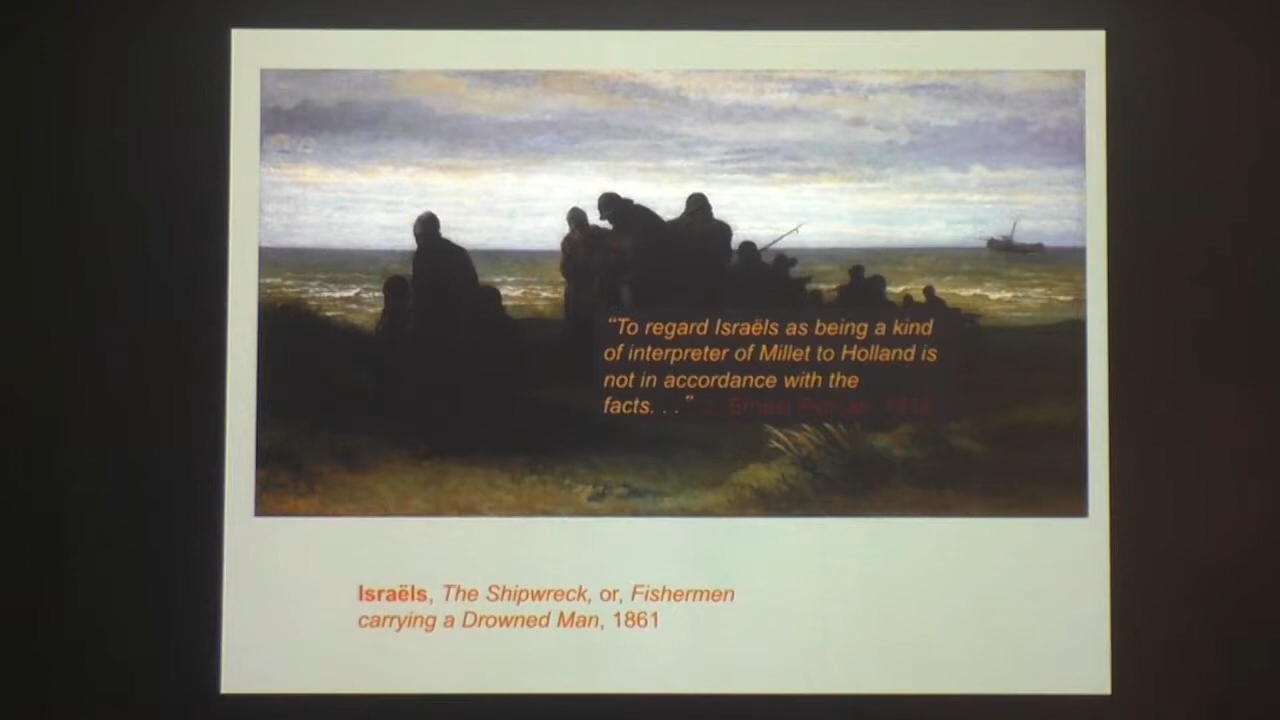 “To regard Israëls as being a kind
of interpreter of Millet to Holland is
not in accordance with the
facts. . .”
Israëls, The Shipwreck, or, Fishermen
carrying a Drowned Man, 1861